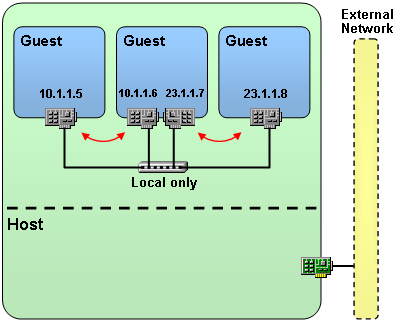 External
Network
Guest
Guest
Guest
10.1.1.5
10.1.1.6
23.1.1.7
23.1.1.8
Local only
Host